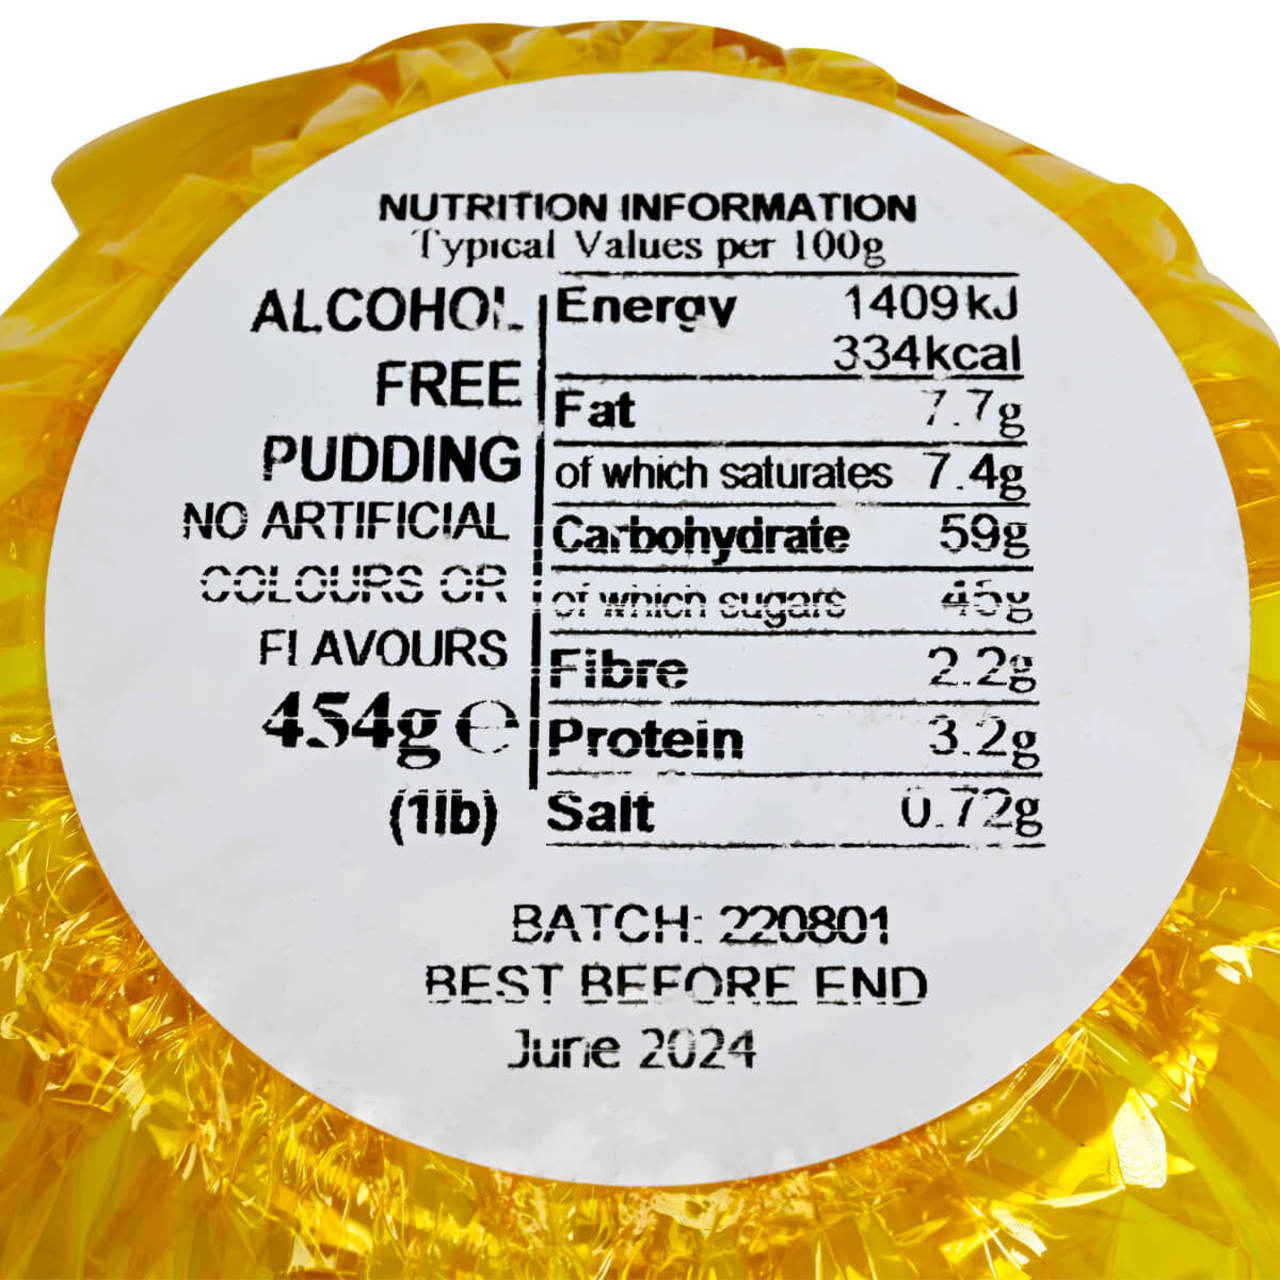 NUTRITION INFORMATION
Typical Values per 100g
ALCOHOL
FREE
PUDDING
NO ARTIFICIAL
COLOURS OR
FLAVOURS
454g ℮
(1lb)
Energy 1409kJ
334kcal
Fat 7.7g
of which saturates 7.4g
Carbohydrate 59g
of which sugars 45g
Fibre 2.2g
Protein 3.2g
Salt 0.72g
BATCH: 220801
BEST BEFORE END
June 2024